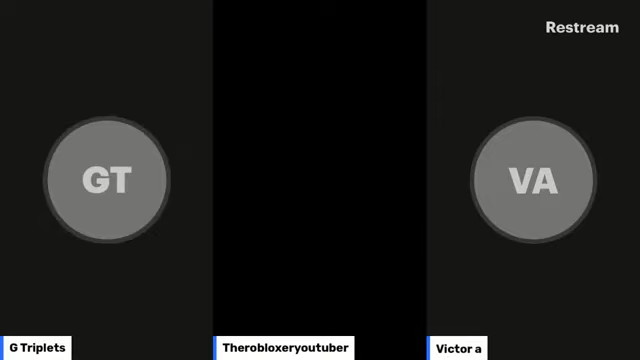 Restream
GT
VA
G Triplets
Therobloxeryoutuber
Victor a